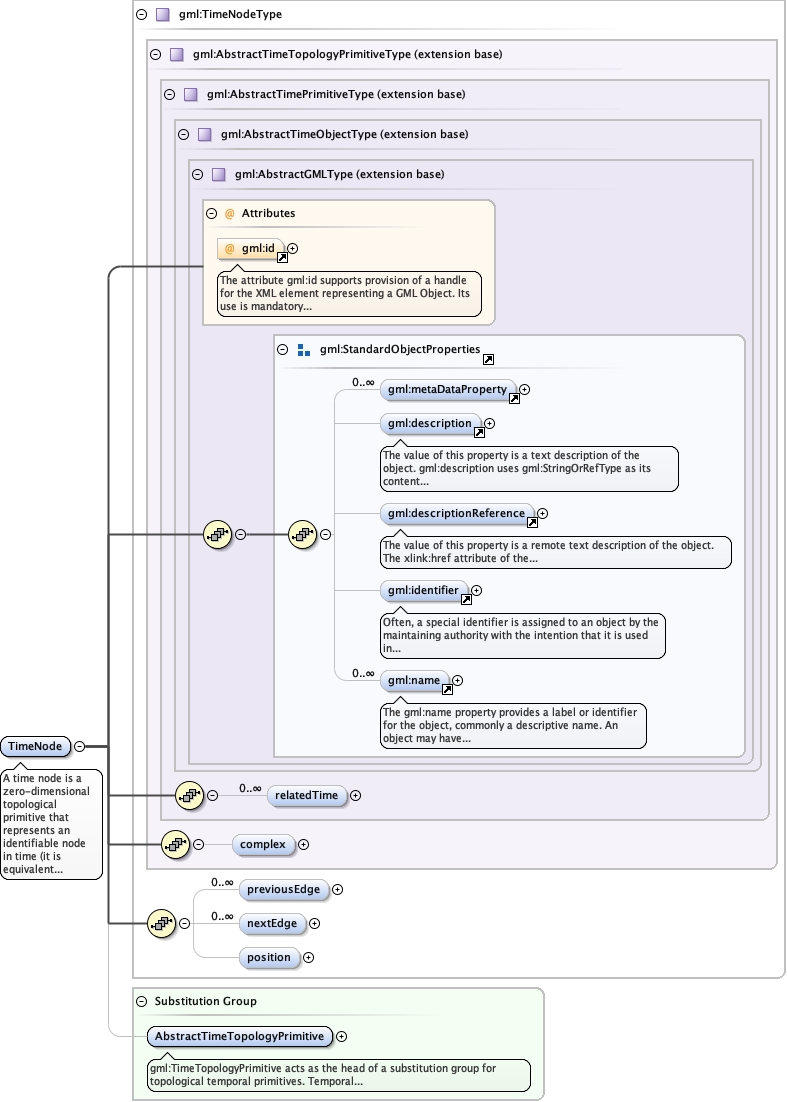 gml:TimeNodeType
gml:AbstractTimeTopologyPrimitiveType (extension base)
gml:AbstractTimePrimitiveType (extension base)
gml:AbstractTimeObjectType (extension base)
gml:AbstractGMLType (extension base)
@ Attributes
@ gml:id
The attribute gml:id supports provision of a handle
for the XML element representing a GML Object. Its
use is mandatory...
gml:StandardObjectProperties
0..∞
gml:metaDataProperty
gml:description
The value of this property is a text description of the
object. gml:description uses gml:StringOrRefType as its
content...
gml:descriptionReference
The value of this property is a remote text description of the object.
The xlink:href attribute of the...
gml:identifier
Often, a special identifier is assigned to an object by the
maintaining authority with the intention that it is used
in...
0..∞
gml:name
The gml:name property provides a label or identifier
for the object, commonly a descriptive name. An
object may have...
TimeNode
A time node is a
zero-dimensional
topological
primitive that
represents an
identifiable node
in time (it is
equivalent...
0..∞
relatedTime
complex
0..∞
previousEdge
0..∞
nextEdge
position
Substitution Group
AbstractTimeTopologyPrimitive
gml:TimeTopologyPrimitive acts as the head of a substitution group for
topological temporal primitives. Temporal...